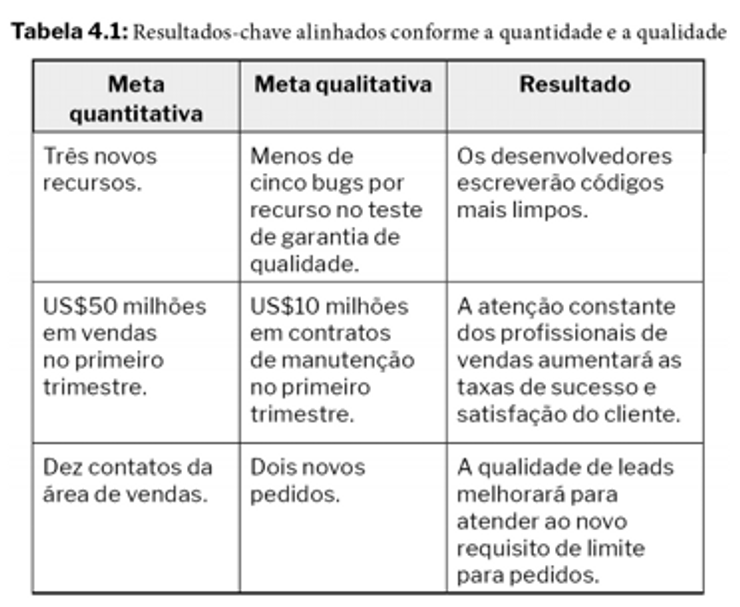 Tabela 4.1: Resultados-chave alinhados conforme a quantidade e a qualidade
Meta
quantitativa
Meta qualitativa
Resultado
Três novos
recursos.
Menos de
cinco bugs por
recurso no teste
de garantia de
qualidade.
Os desenvolvedores
escreverão códigos
mais limpos.
US$50 milhões
em vendas
no primeiro
trimestre.
US$10 milhões
em contratos
de manutenção
no primeiro
trimestre.
A atenção constante
dos profissionais de
vendas aumentará as
taxas de sucesso e
satisfação do cliente.
Dez contatos da
área de vendas.
Dois novos
pedidos.
A qualidade de leads
melhorará para
atender ao novo
requisito de limite
para pedidos.